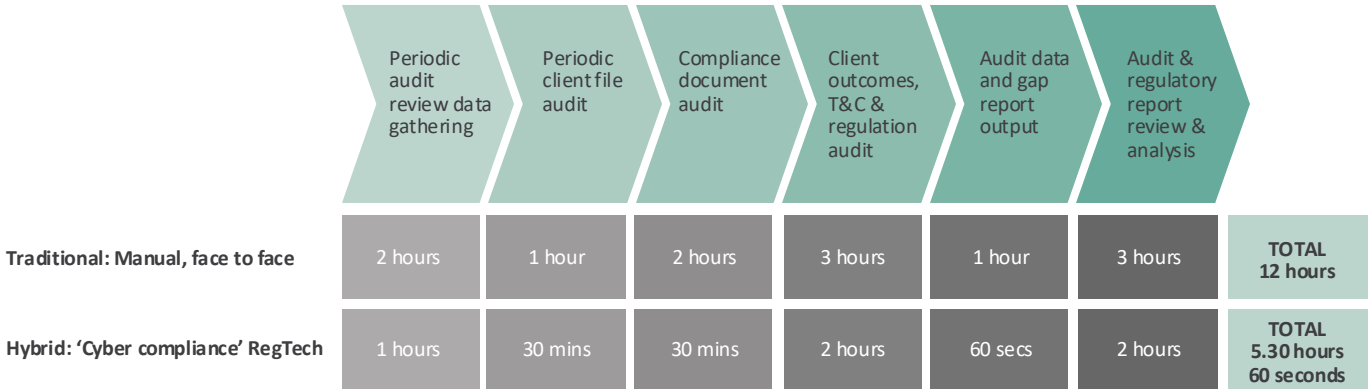 Periodic
audit
review data
gathering
Periodic
client file
audit
Compliance
document
audit
Client
outcomes,
T&C &
regulation
audit
Audit data
and gap
report
output
Audit &
regulatory
report
review &
analysis
Traditional: Manual, face to face
2 hours
1 hour
2 hours
3 hours
1 hour
3 hours
TOTAL
12 hours
Hybrid: ‘Cyber compliance’ RegTech
1 hours
30 mins
30 mins
2 hours
60 secs
2 hours
TOTAL
5.30 hours
60 seconds